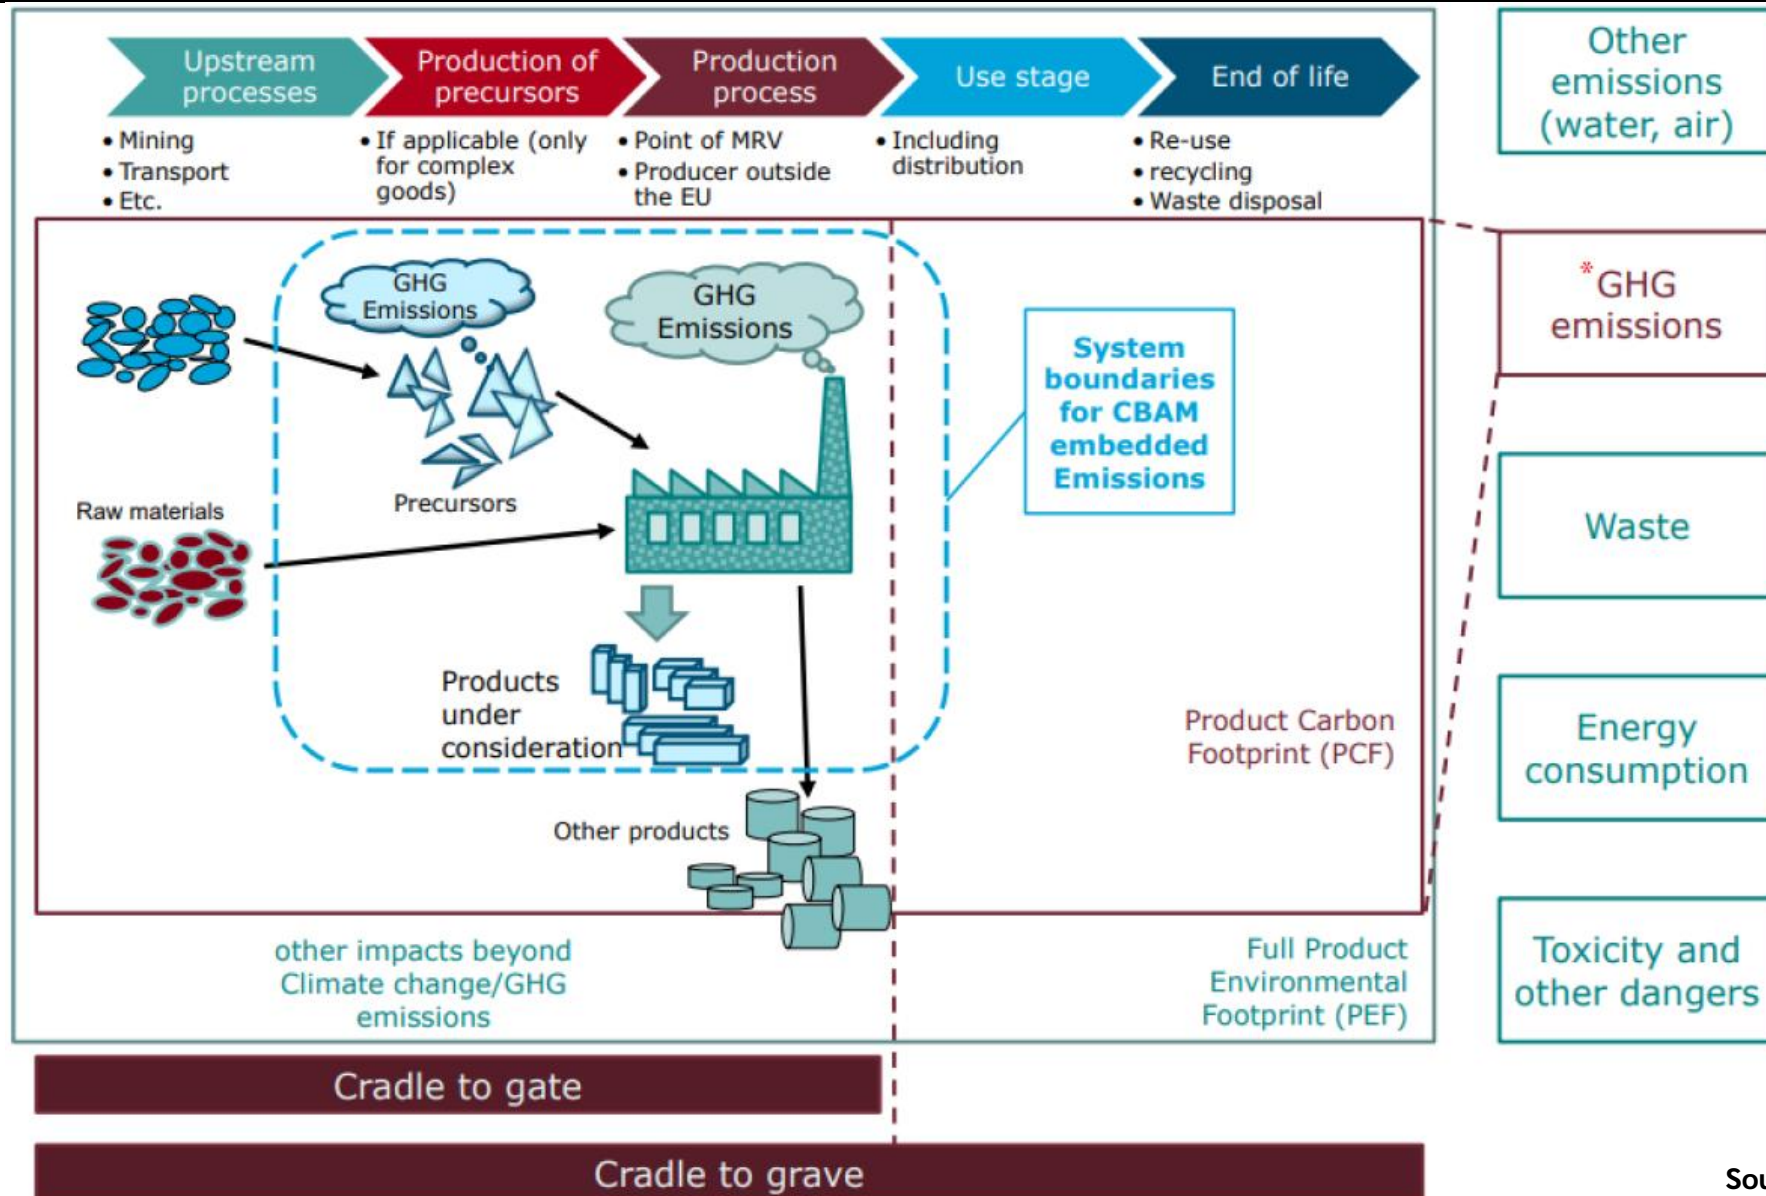 Upstream
processes
Production of
precursors
Production
process
Use stage
End of life
• Mining
• Transport
• Etc.
• If applicable (only
for complex
goods)
• Point of MRV
• Producer outside
the EU
• Including
distribution
• Re-use
• recycling
• Waste disposal
GHG
Emissions
GHG
Emissions
Precursors
Raw materials
Products
under
consideration
Other products
System
boundaries
for CBAM
embedded
Emissions
Product Carbon
Footprint (PCF)
other impacts beyond
Climate change/GHG
emissions
Full Product
Environmental
Footprint (PEF)
Cradle to gate
Cradle to grave
Other
emissions
(water, air)
*GHG
emissions
Waste
Energy
consumption
Toxicity and
other dangers
Sou